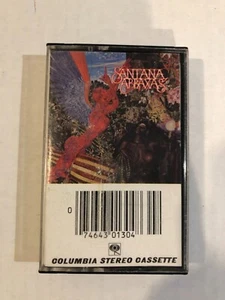 SANTANA
ABRAXAS
0
74643 01304
COLUMBIA STEREO CASSETTE